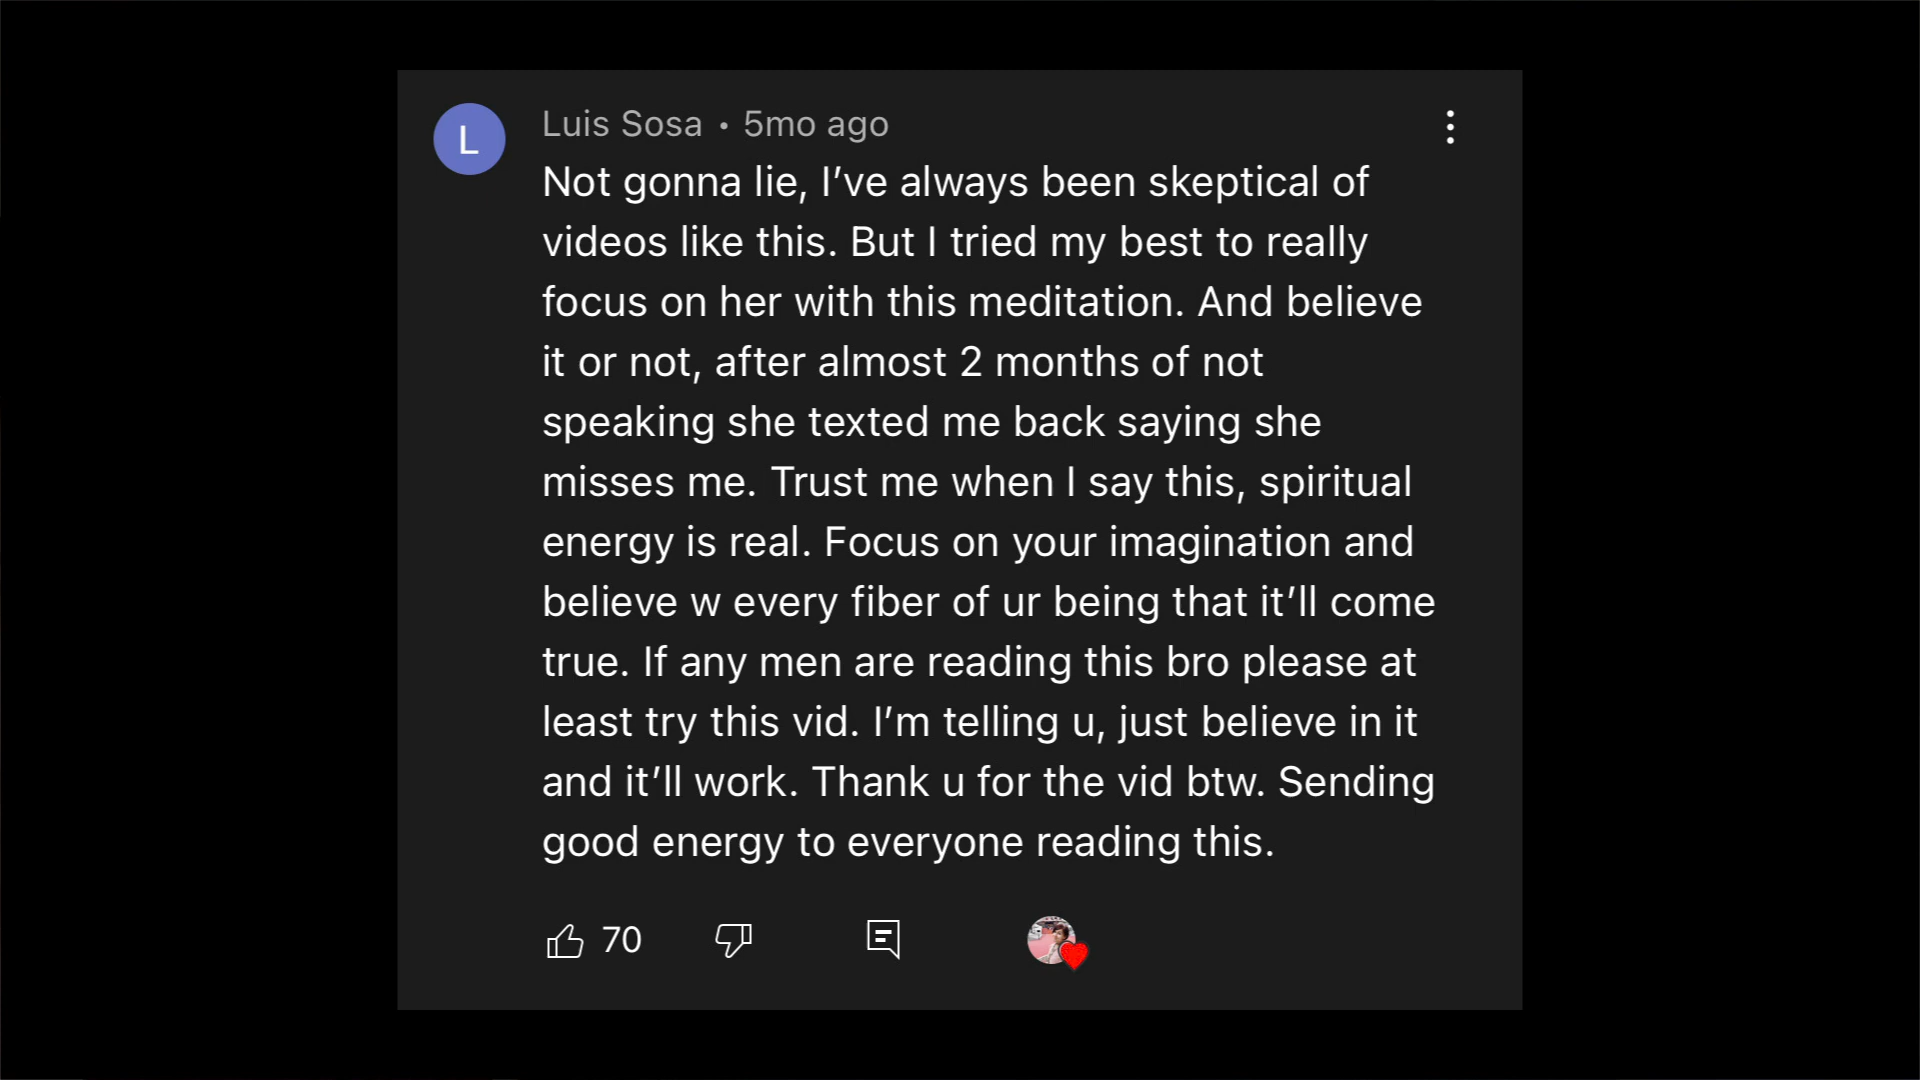 L
Luis Sosa • 5mo ago
Not gonna lie, I’ve always been skeptical of
videos like this. But I tried my best to really
focus on her with this meditation. And believe
it or not, after almost 2 months of not
speaking she texted me back saying she
misses me. Trust me when I say this, spiritual
energy is real. Focus on your imagination and
believe w every fiber of ur being that it’ll come
true. If any men are reading this bro please at
least try this vid. I’m telling u, just believe in it
and it’ll work. Thank u for the vid btw. Sending
good energy to everyone reading this.
70